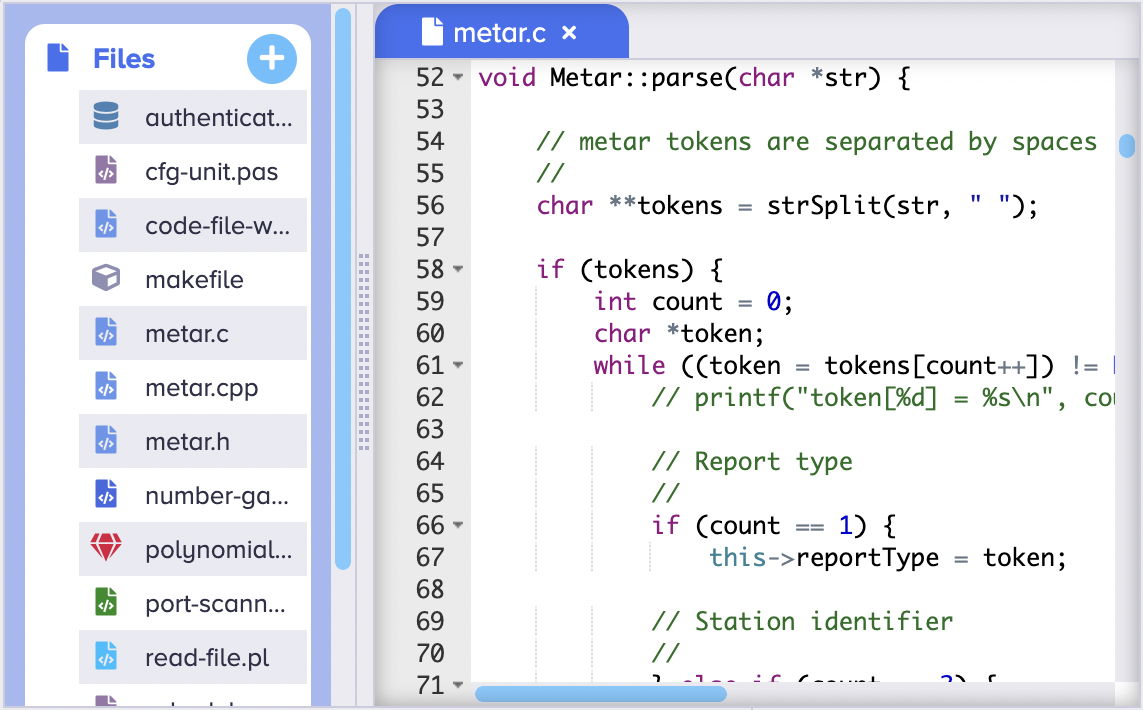 Files
authenticat...
cfg-unit.pas
code-file-w...
makefile
metar.c
metar.cpp
metar.h
number-ga...
polynomial...
port-scann...
read-file.pl
metar.c ×
52 void Metar::parse(char *str) {
53
54 // metar tokens are separated by spaces
55 //
56 char **tokens = strSplit(str, " ");
57
58 if (tokens) {
59 int count = 0;
60 char *token;
61 while ((token = tokens[count++]) !=
62 // printf("token[%d] = %s\n", cou
63
64 // Report type
65 //
66 if (count == 1) {
67 this->reportType = token;
68
69 // Station identifier
70 //
71 } else if (count